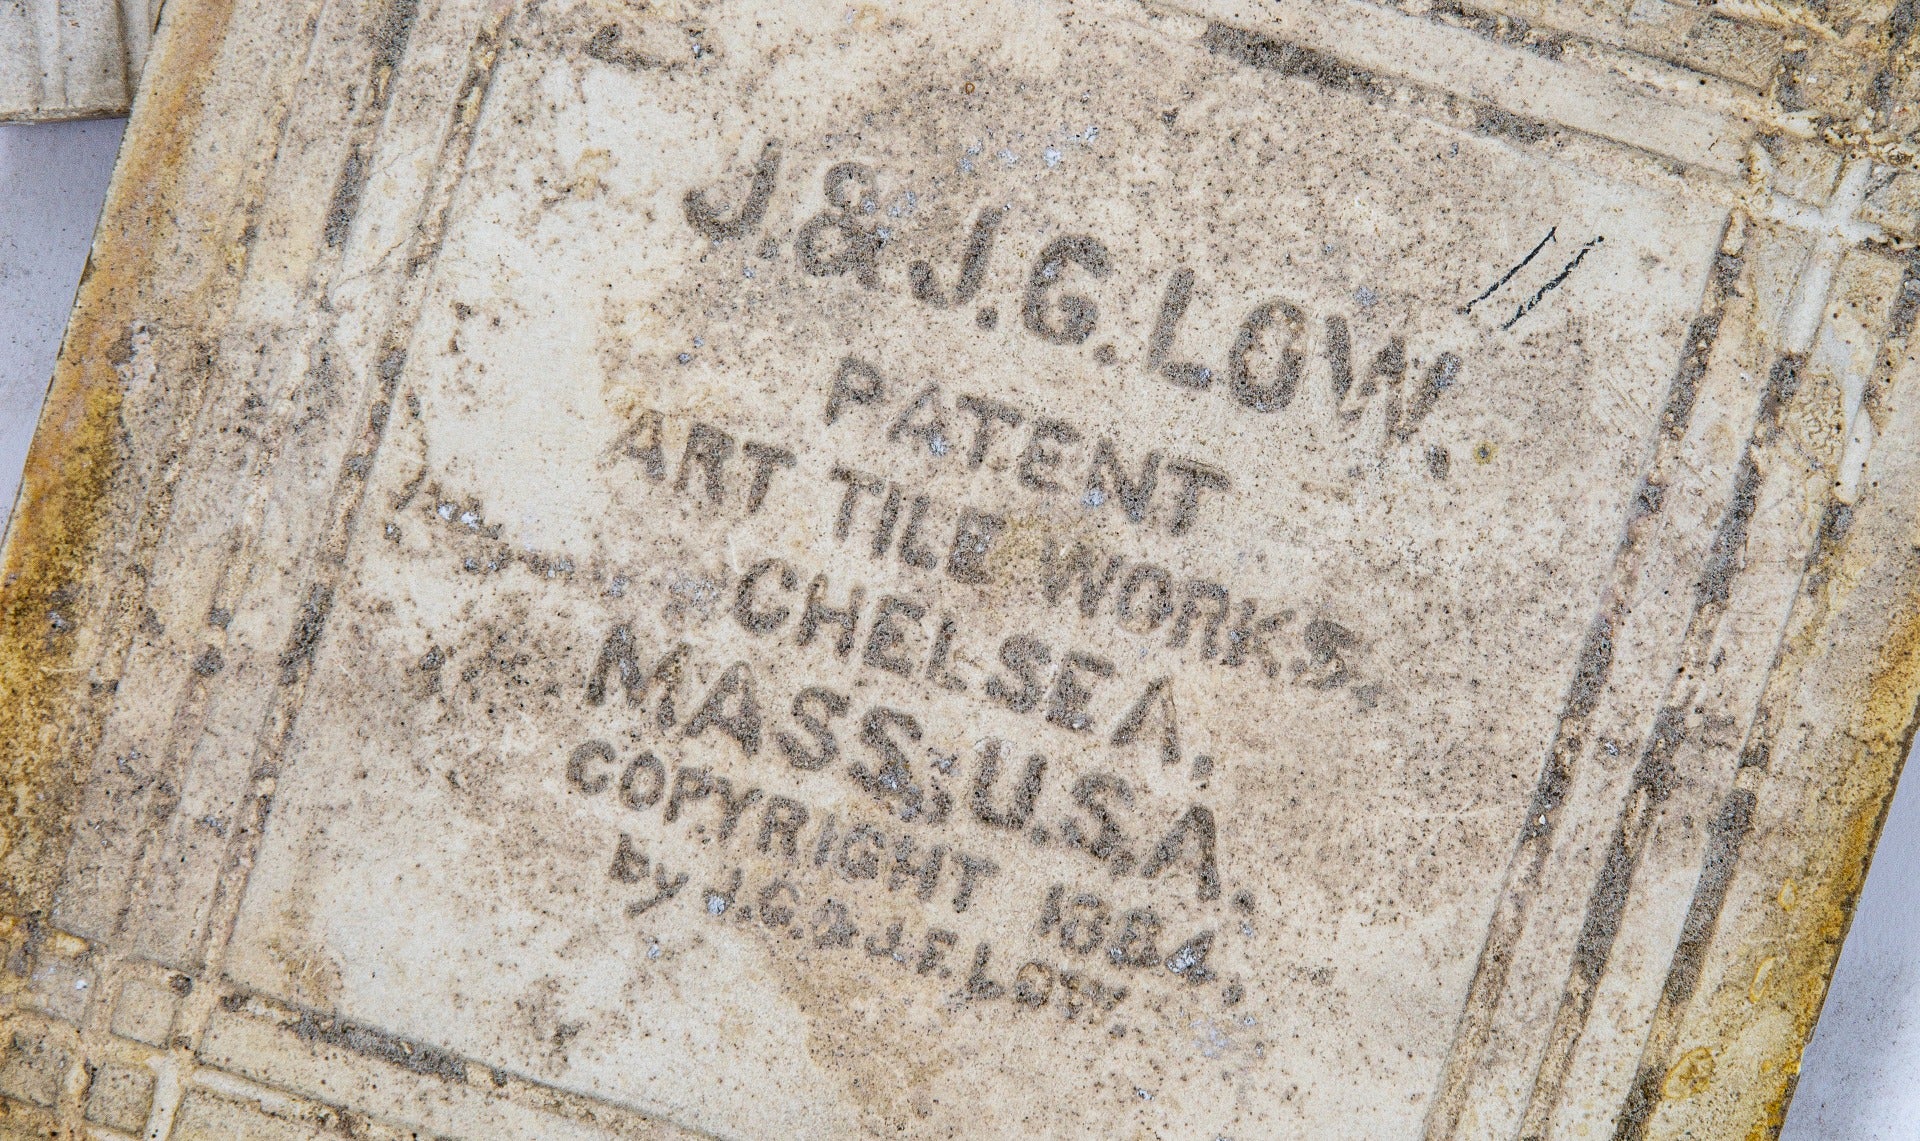 J. & J.G. LOW.
PATENT
ART TILE WORKS,
CHELSEA,
MASS. U.S.A.
COPYRIGHT 1884,
by J.G. & J.F. LOW.